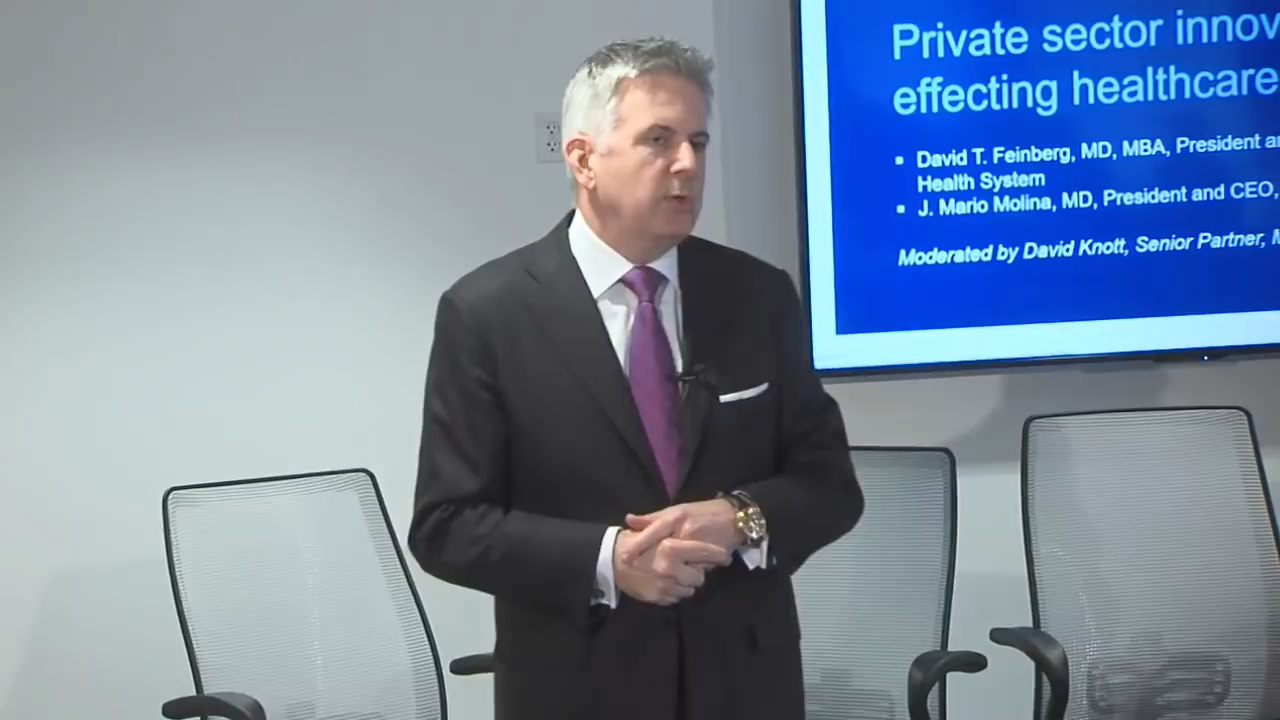 Private sector innov
effecting healthcare
▪ David T. Feinberg, MD, MBA, President a
Health System
▪ J. Mario Molina, MD, President and CEO,
Moderated by David Knott, Senior Partner, M